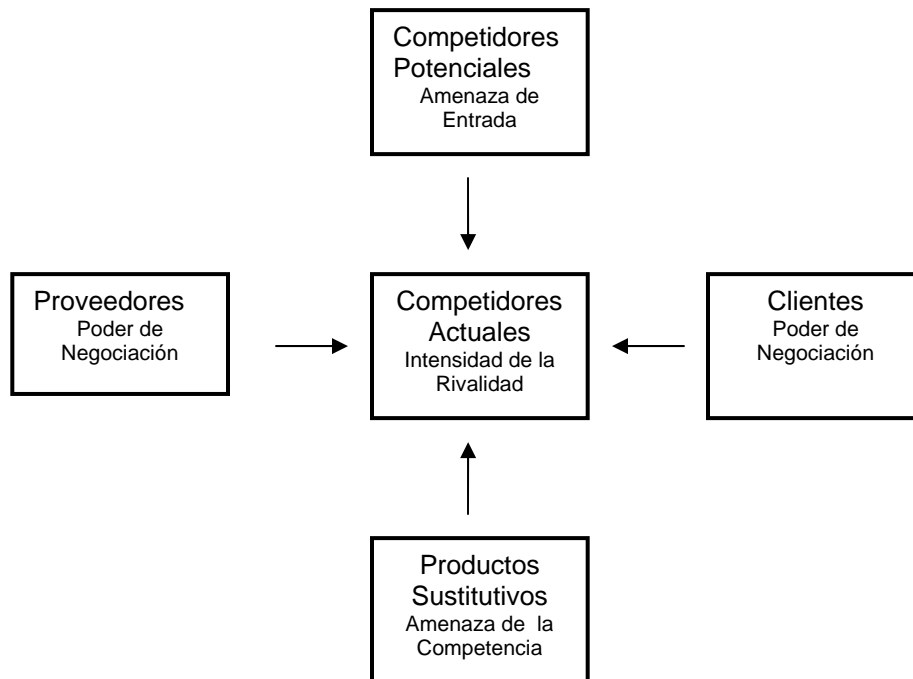 Competidores
Potenciales
Amenaza de
Entrada
Proveedores
Poder de
Negociación
Competidores
Actuales
Intensidad de la
Rivalidad
Clientes
Poder de
Negociación
Productos
Sustitutivos
Amenaza de  la
Competencia